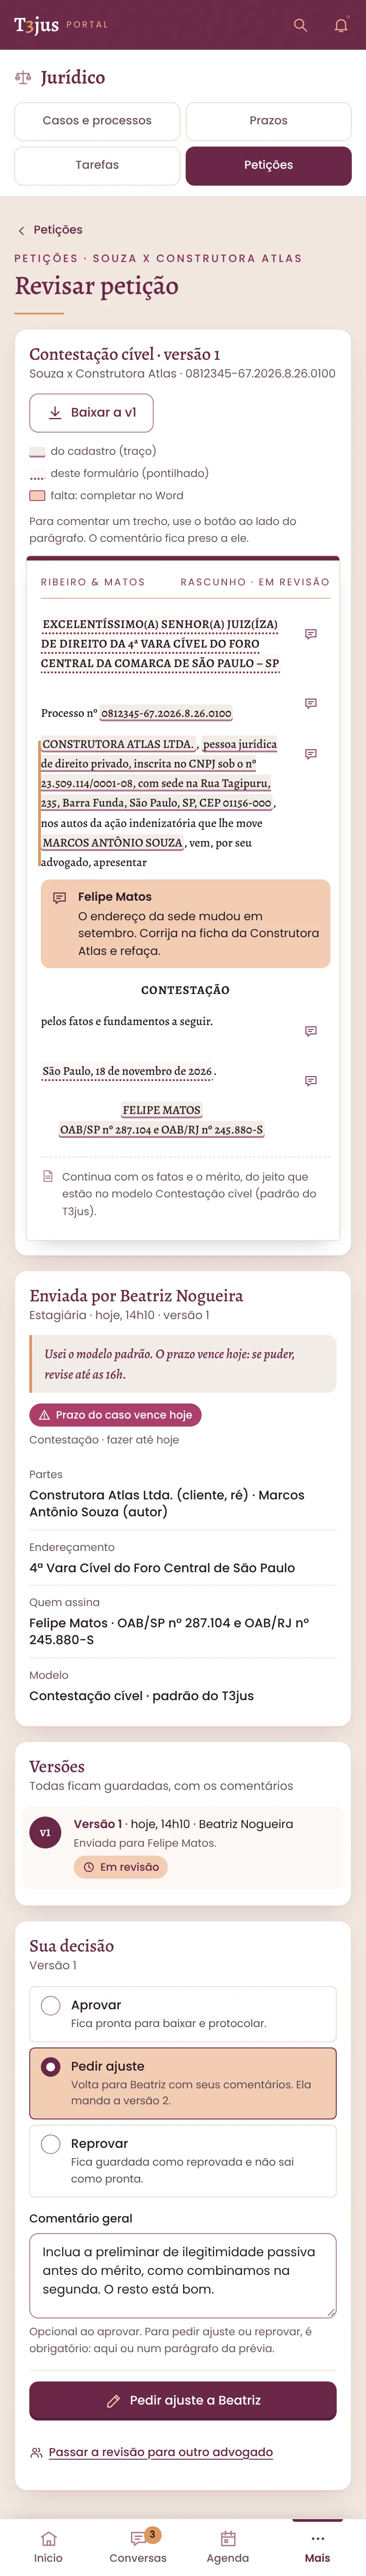 T3jus PORTAL
Jurídico
Casos e processos
Prazos
Tarefas
Petições
Petições
PETIÇÕES · SOUZA X CONSTRUTORA ATLAS
Revisar petição
Contestação cível · versão 1
Souza x Construtora Atlas · 0812345-67.2026.8.26.0100
Baixar a v1
do cadastro (traço)
deste formulário (pontilhado)
falta: completar no Word
Para comentar um trecho, use o botão ao lado do
parágrafo. O comentário fica preso a ele.
RIBEIRO & MATOS
RASCUNHO · EM REVISÃO
EXCELENTÍSSIMO(A) SENHOR(A) JUIZ(ÍZA)
DE DIREITO DA 4ª VARA CÍVEL DO FORO
CENTRAL DA COMARCA DE SÃO PAULO – SP
Processo nº 0812345-67.2026.8.26.0100
CONSTRUTORA ATLAS LTDA. , pessoa jurídica
de direito privado, inscrita no CNPJ sob o nº
23.509.114/0001-08, com sede na Rua Tagipuru,
235, Barra Funda, São Paulo, SP, CEP 01156-000 ,
nos autos da ação indenizatória que lhe move
MARCOS ANTÔNIO SOUZA , vem, por seu
advogado, apresentar
Felipe Matos
O endereço da sede mudou em
setembro. Corrija na ficha da Construtora
Atlas e refaça.
CONTESTAÇÃO
pelos fatos e fundamentos a seguir.
São Paulo, 18 de novembro de 2026 .
FELIPE MATOS
OAB/SP nº 287.104 e OAB/RJ nº 245.880-S
Continua com os fatos e o mérito, do jeito que
estão no modelo Contestação cível (padrão do
T3jus).
Enviada por Beatriz Nogueira
Estagiária · hoje, 14h10 · versão 1
Usei o modelo padrão. O prazo vence hoje: se puder,
revise até as 16h.
Prazo do caso vence hoje
Contestação · fazer até hoje
Partes
Construtora Atlas Ltda. (cliente, ré) · Marcos
Antônio Souza (autor)
Endereçamento
4ª Vara Cível do Foro Central de São Paulo
Quem assina
Felipe Matos · OAB/SP nº 287.104 e OAB/RJ nº
245.880-S
Modelo
Contestação cível · padrão do T3jus
Versões
Todas ficam guardadas, com os comentários
v1
Versão 1 · hoje, 14h10 · Beatriz Nogueira
Enviada para Felipe Matos.
Em revisão
Sua decisão
Versão 1
Aprovar
Fica pronta para baixar e protocolar.
Pedir ajuste
Volta para Beatriz com seus comentários. Ela
manda a versão 2.
Reprovar
Fica guardada como reprovada e não sai
como pronta.
Comentário geral
Inclua a preliminar de ilegitimidade passiva
antes do mérito, como combinamos na
segunda. O resto está bom.
Opcional ao aprovar. Para pedir ajuste ou reprovar, é
obrigatório: aqui ou num parágrafo da prévia.
Pedir ajuste a Beatriz
Passar a revisão para outro advogado
3
Início
Conversas
Agenda
Mais